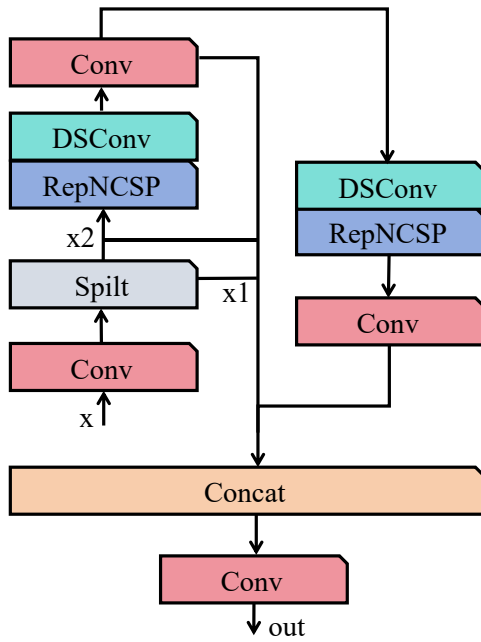 Conv
DSConv
RepNCSP
x2
Spilt
x1
Conv
x
DSConv
RepNCSP
Conv
Concat
Conv
out